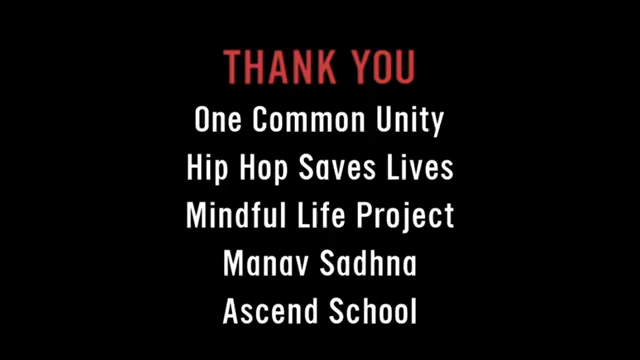 THANK YOU
One Common Unity
Hip Hop Saves Lives
Mindful Life Project
Manav Sadhna
Ascend School